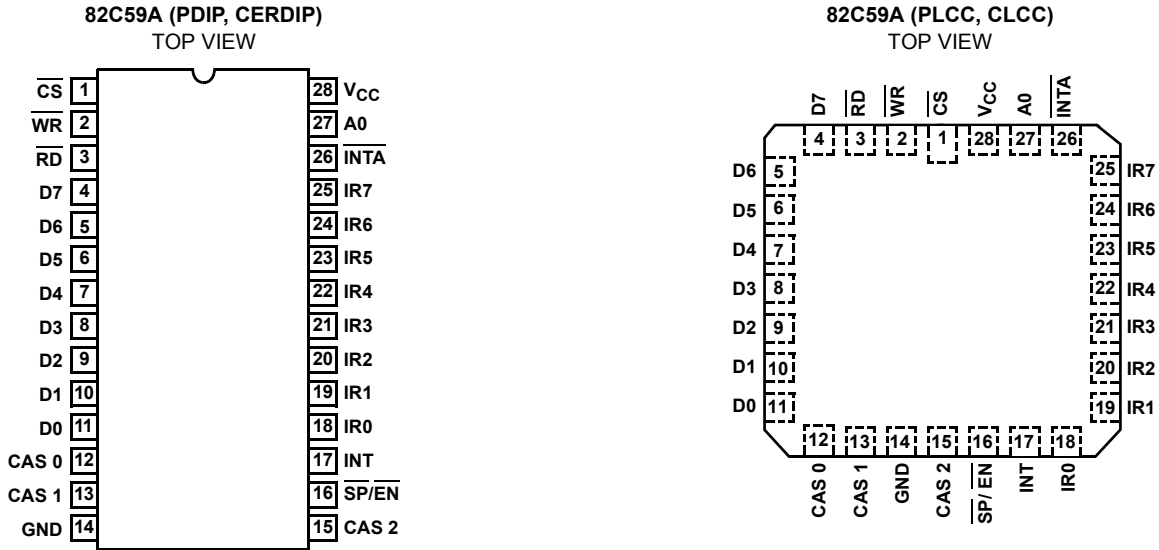 82C59A (PDIP, CERDIP)
TOP VIEW
CS 1
WR 2
RD 3
D7 4
D6 5
D5 6
D4 7
D3 8
D2 9
D1 10
D0 11
CAS 0 12
CAS 1 13
GND 14
28 VCC
27 A0
26 INTA
25 IR7
24 IR6
23 IR5
22 IR4
21 IR3
20 IR2
19 IR1
18 IR0
17 INT
16 SP/EN
15 CAS 2
82C59A (PLCC, CLCC)
TOP VIEW
D7 RD WR CS VCC A0 INTA
4 3 2 1 28 27 26
D6 5
D5 6
D4 7
D3 8
D2 9
D1 10
D0 11
25 IR7
24 IR6
23 IR5
22 IR4
21 IR3
20 IR2
19 IR1
12 13 14 15 16 17 18
CAS 0 CAS 1 GND CAS 2 SP/ EN INT IR0